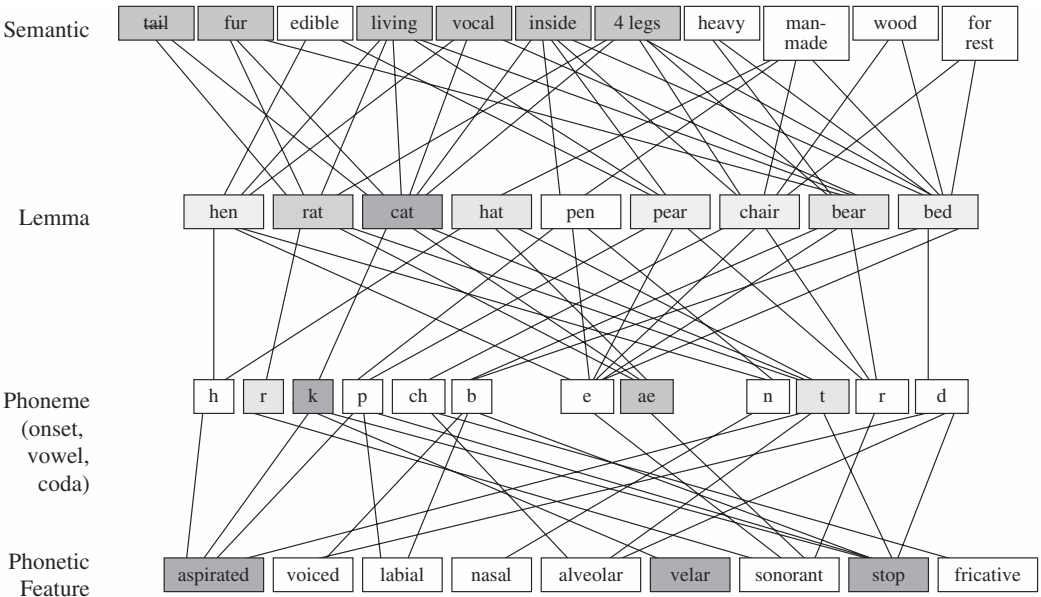 Semantic
tail fur edible living vocal inside 4 legs heavy man-
made wood for
rest
Lemma
hen rat cat hat pen pear chair bear bed
Phoneme
(onset,
vowel,
coda)
h r k p ch b e ae n t r d
Phonetic
Feature
aspirated voiced labial nasal alveolar velar sonorant stop fricative